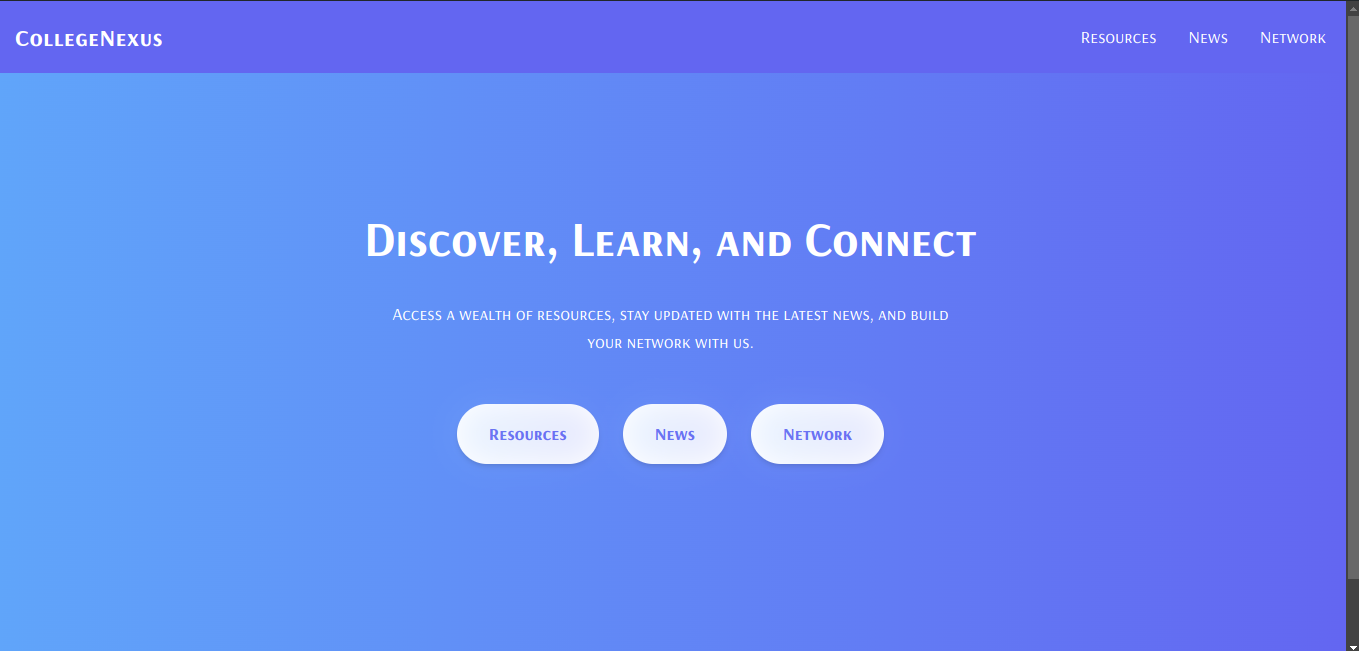 CollegeNexus
Resources News Network
Discover, Learn, and Connect
Access a wealth of resources, stay updated with the latest news, and build
your network with us.
Resources News Network